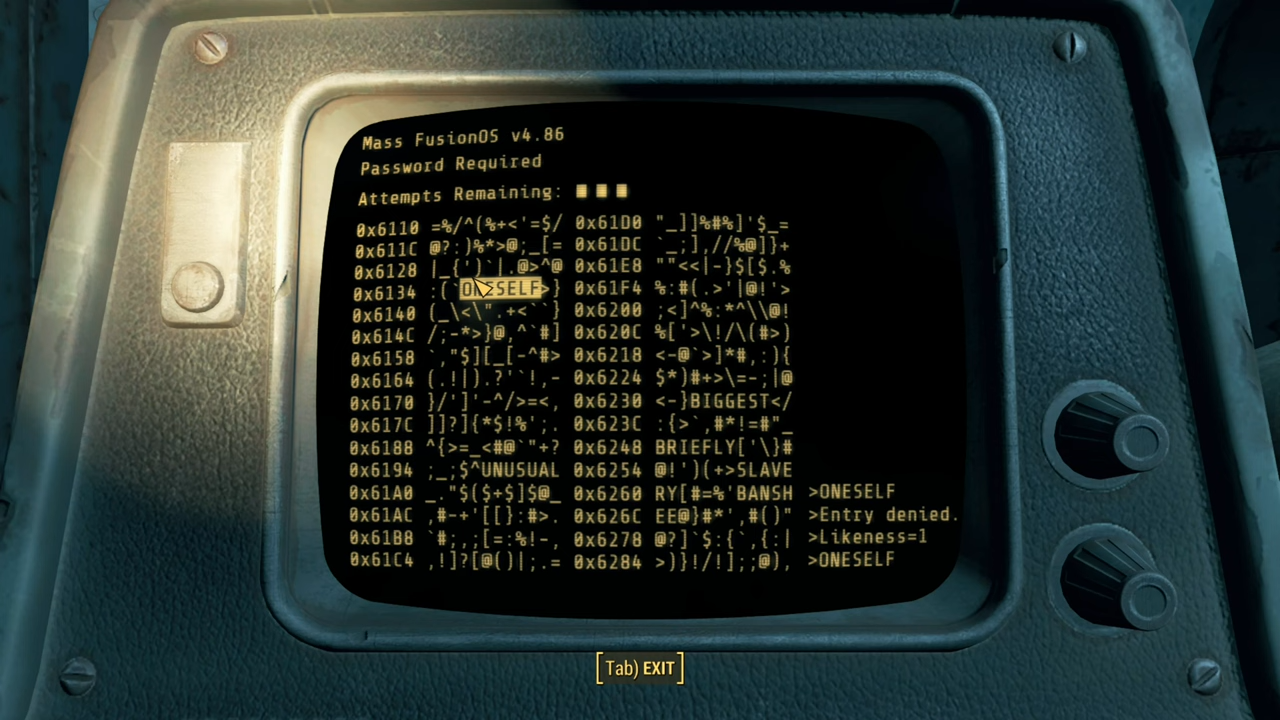 Mass FusionOS v4.86
Password Required
Attempts Remaining: ■ ■ ■
0x6110 =%/^(%+<'=$/ 0x61D0 "_]]%#%]'$_=
0x611C @?:)%*>@;_[= 0x61DC `_;],//%@]}+
0x6128 |_{')`|.@>^@ 0x61E8 ""<<|-}$[$.%
0x6134 :(`ONESELF>} 0x61F4 %:#(.>'|@!'>
0x6140 (_\<\".+<``} 0x6200 ;<]^%:*^\\@!
0x614C /;-*>}@,^`#] 0x620C %['>\!/\(#>)
0x6158 `,"$][_[-^#> 0x6218 <-@`>]*#,:){
0x6164 (.!|).?'`!,- 0x6224 $*)#+>\=-;|@
0x6170 }/']'-^/>=<, 0x6230 <-}BIGGEST</
0x617C ]]?]{*$!%';. 0x623C :{>`,#*!=#"_
0x6188 ^{>=_<#@`"+? 0x6248 BRIEFLY['\}#
0x6194 ;_;$^UNUSUAL 0x6254 @!')(+>SLAVE
0x61A0 _."$($+$]$@_ 0x6260 RY[#=%'BANSH >ONESELF
0x61AC ,#-+'[[}:#>. 0x626C EE@}#*',#()" >Entry denied.
0x61B8 `#;,;[=:%!-, 0x6278 @?]`$:{`,{:| >Likeness=1
0x61C4 ,!]?[@()|;.= 0x6284 >)}!/!];;@), >ONESELF
[Tab) EXIT]